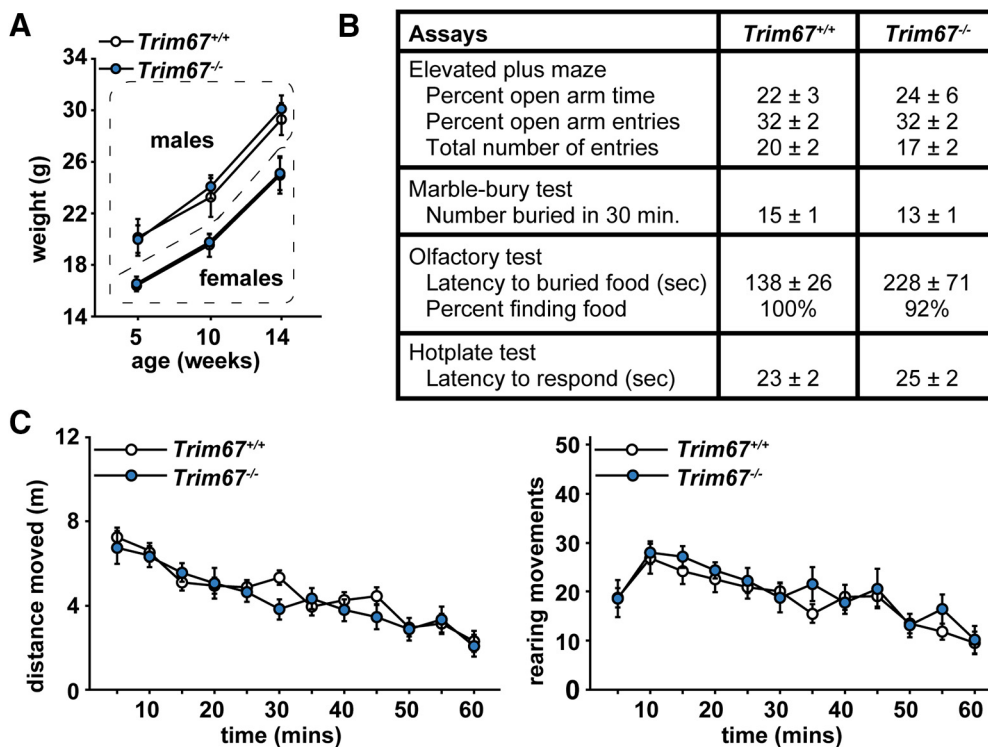 A
Trim67+/+
Trim67-/-
34
30
26
22
18
14
weight (g)
males
females
5 10 14
age (weeks)
B
Assays Trim67+/+ Trim67-/-
Elevated plus maze
Percent open arm time 22 ± 3 24 ± 6
Percent open arm entries 32 ± 2 32 ± 2
Total number of entries 20 ± 2 17 ± 2
Marble-bury test
Number buried in 30 min. 15 ± 1 13 ± 1
Olfactory test
Latency to buried food (sec) 138 ± 26 228 ± 71
Percent finding food 100% 92%
Hotplate test
Latency to respond (sec) 23 ± 2 25 ± 2
C
Trim67+/+
Trim67-/-
12
8
4
0
distance moved (m)
10 20 30 40 50 60
time (mins)
Trim67+/+
Trim67-/-
50
40
30
20
10
0
rearing movements
10 20 30 40 50 60
time (mins)